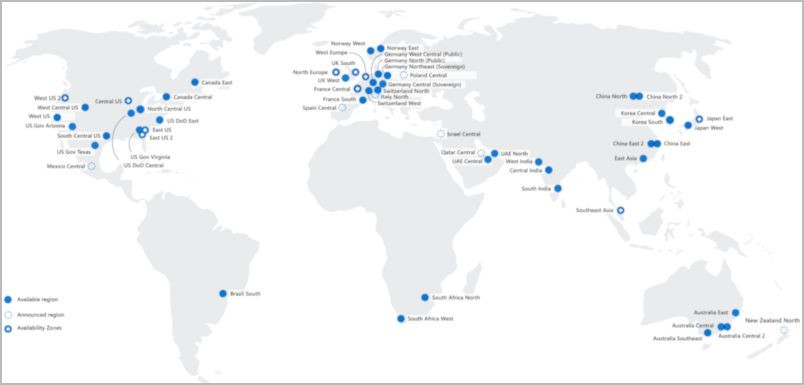 Norway West
Norway East
West Europe
Germany West Central (Public)
Germany North (Public)
UK South
Germany Northeast (Sovereign)
North Europe
Poland Central
UK West
Germany Central (Sovereign)
France Central
Switzerland North
Italy North
France South
Switzerland West
Spain Central
Canada East
Canada Central
West US 2
Central US
West Central US
North Central US
West US
US DoD East
US Gov Arizona
East US
South Central US
East US 2
US Gov Texas
US Gov Virginia
US DoD Central
Mexico Central
Israel Central
Qatar Central
UAE North
UAE Central
West India
Central India
South India
China North
China North 2
Korea Central
Korea South
Japan East
Japan West
China East 2
China East
East Asia
Southeast Asia
Brazil South
South Africa North
South Africa West
Australia East
Australia Central
Australia Central 2
Australia Southeast
New Zealand North
Available region
Announced region
Availability Zones